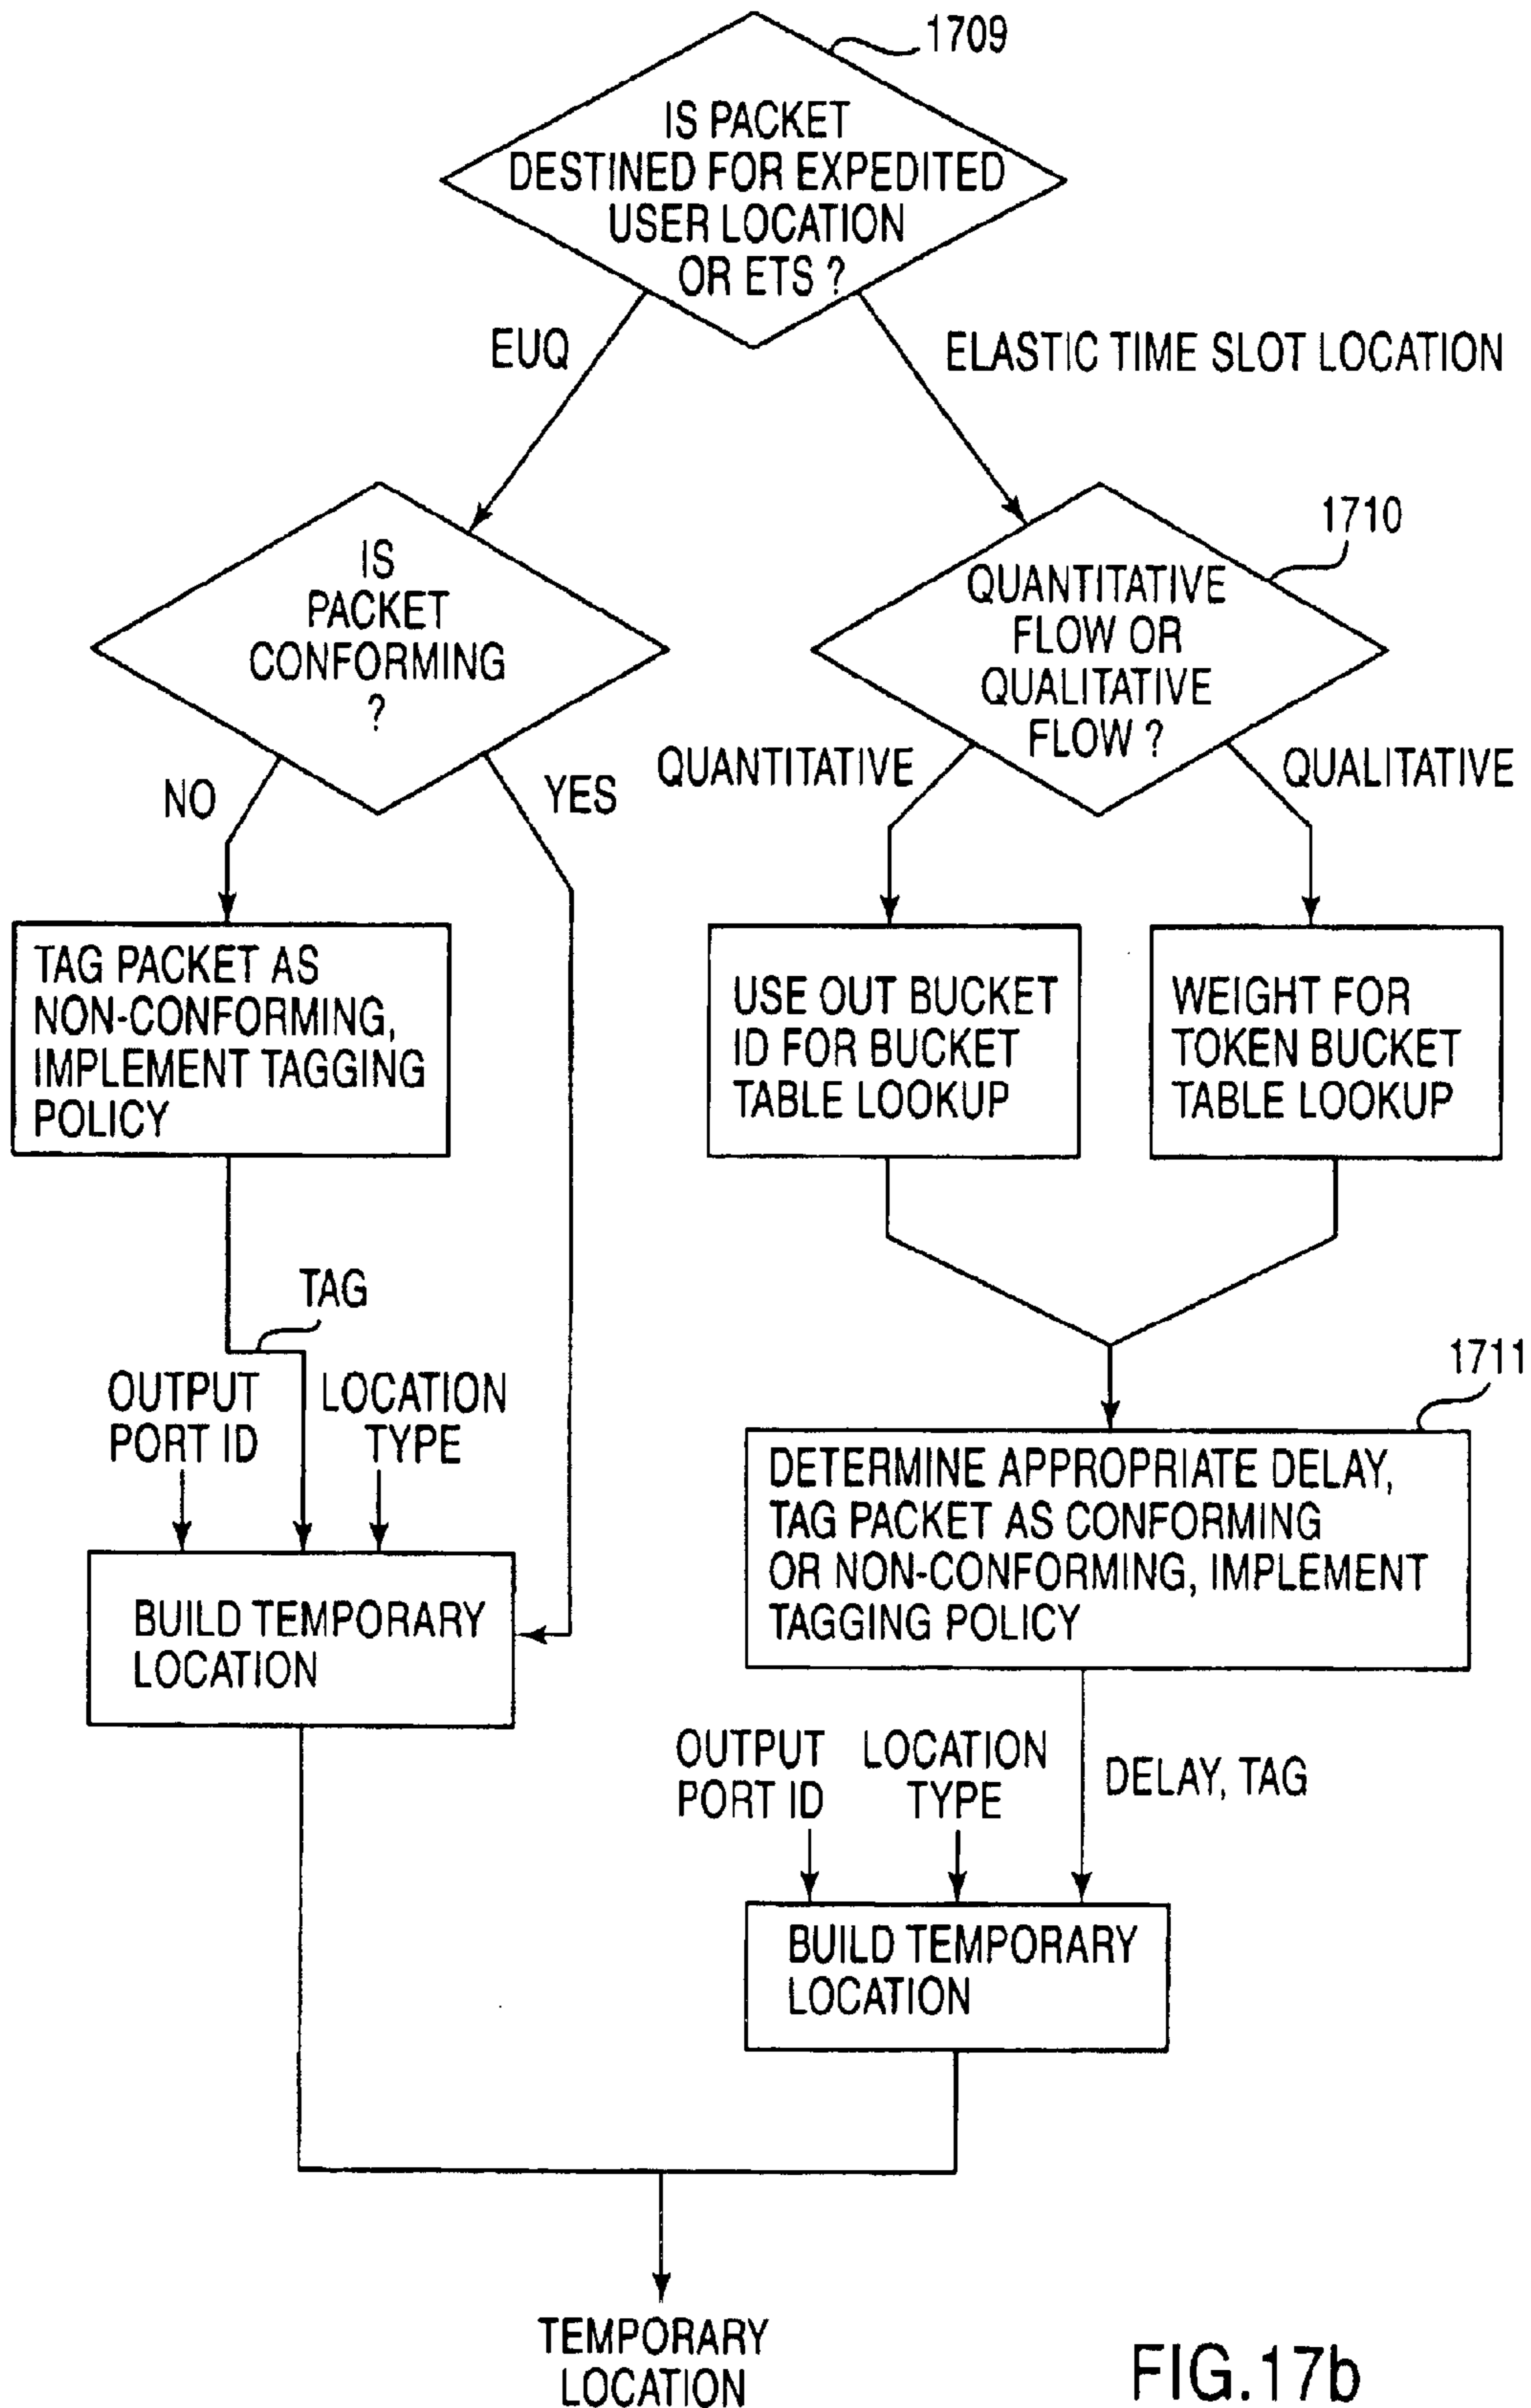 1709
IS PACKET
DESTINED FOR EXPEDITED
USER LOCATION
OR ETS ?
EUQ
ELASTIC TIME SLOT LOCATION
IS
PACKET
CONFORMING
?
1710
QUANTITATIVE
FLOW OR
QUALITATIVE
FLOW ?
NO
YES
QUANTITATIVE
QUALITATIVE
TAG PACKET AS
NON-CONFORMING,
IMPLEMENT TAGGING
POLICY
USE OUT BUCKET
ID FOR BUCKET
TABLE LOOKUP
WEIGHT FOR
TOKEN BUCKET
TABLE LOOKUP
TAG
OUTPUT
PORT ID
LOCATION
TYPE
1711
DETERMINE APPROPRIATE DELAY,
TAG PACKET AS CONFORMING
OR NON-CONFORMING, IMPLEMENT
TAGGING POLICY
BUILD TEMPORARY
LOCATION
OUTPUT
PORT ID
LOCATION
TYPE
DELAY, TAG
BUILD TEMPORARY
LOCATION
TEMPORARY
LOCATION
FIG.17b